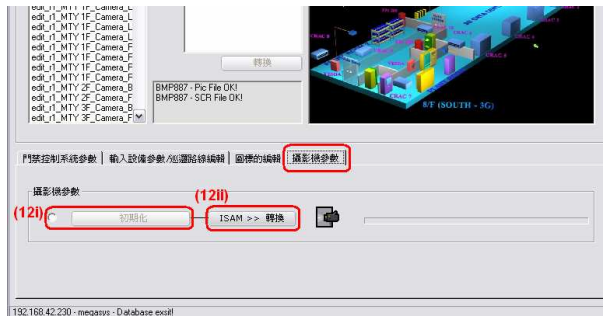 edit_r1_MTY 1F_Camera_L
edit_r1_MTY 1F_Camera_L
edit_r1_MTY 1F_Camera_L
edit_r1_MTY 1F_Camera_F
edit_r1_MTY 1F_Camera_F
edit_r1_MTY 1F_Camera_F
edit_r1_MTY 2F_Camera_B
edit_r1_MTY 2F_Camera_F
edit_r1_MTY 3F_Camera_B
edit_r1_MTY 3F_Camera_F
轉換
BMP887 - Pic File OK!
BMP887 - SCR File OK!
8/F (SOUTH - 3G)
門禁控制系統參數
輸入設備參數/巡邏路線編輯
圖標的編輯
攝影機參數
攝影機參數
(12i)
初期化
(12ii)
ISAM >> 轉換
192.168.42.230 - megasys - Database exsit!